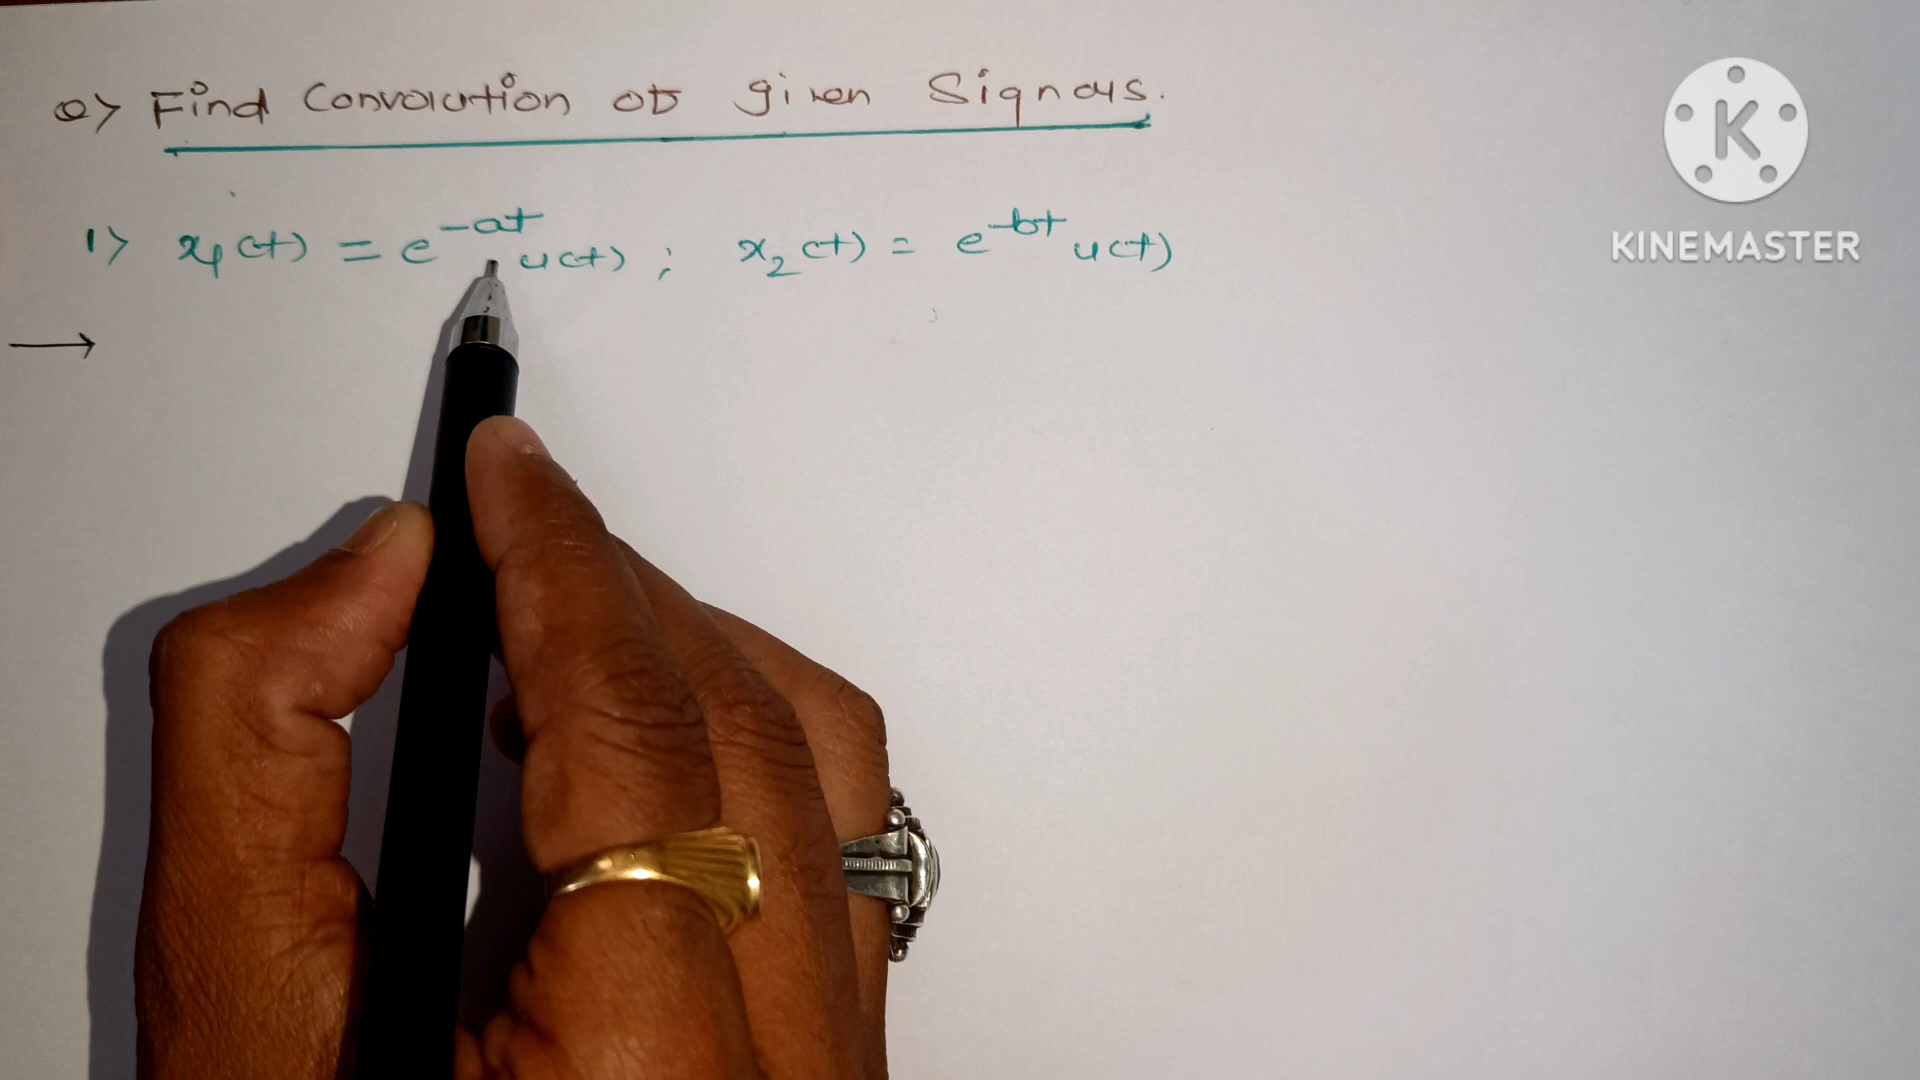 Q> Find Convolution of given Signals.
1> x₁(t) = e^-at u(t) ; x₂(t) = e^-bt u(t)
K
KINEMASTER